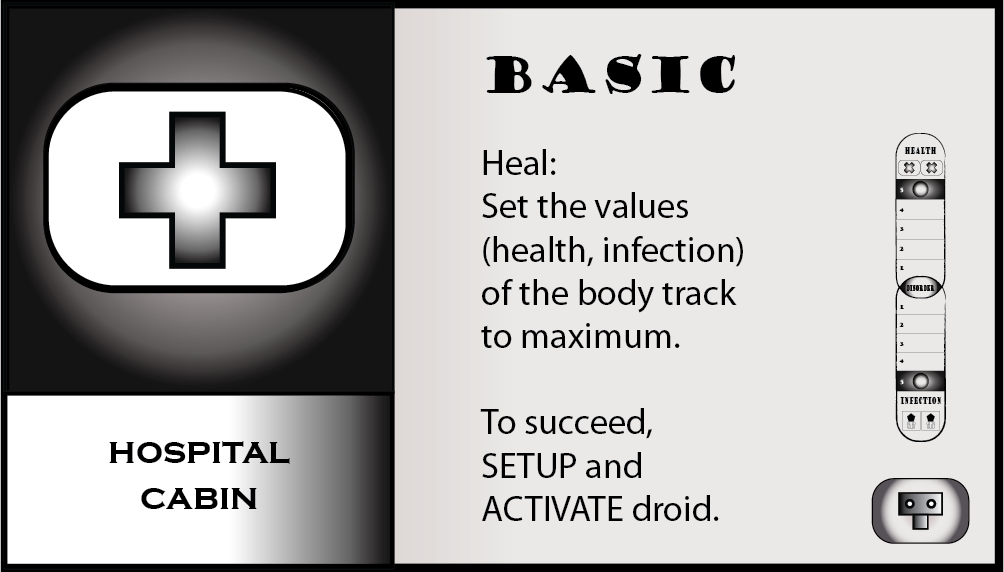 BASIC
Heal:
Set the values
(health, infection)
of the body track
to maximum.
To succeed,
SETUP and
ACTIVATE droid.
HOSPITAL
CABIN
HEALTH
5
4
3
2
1
DISORDER
1
2
3
4
5
INFECTION